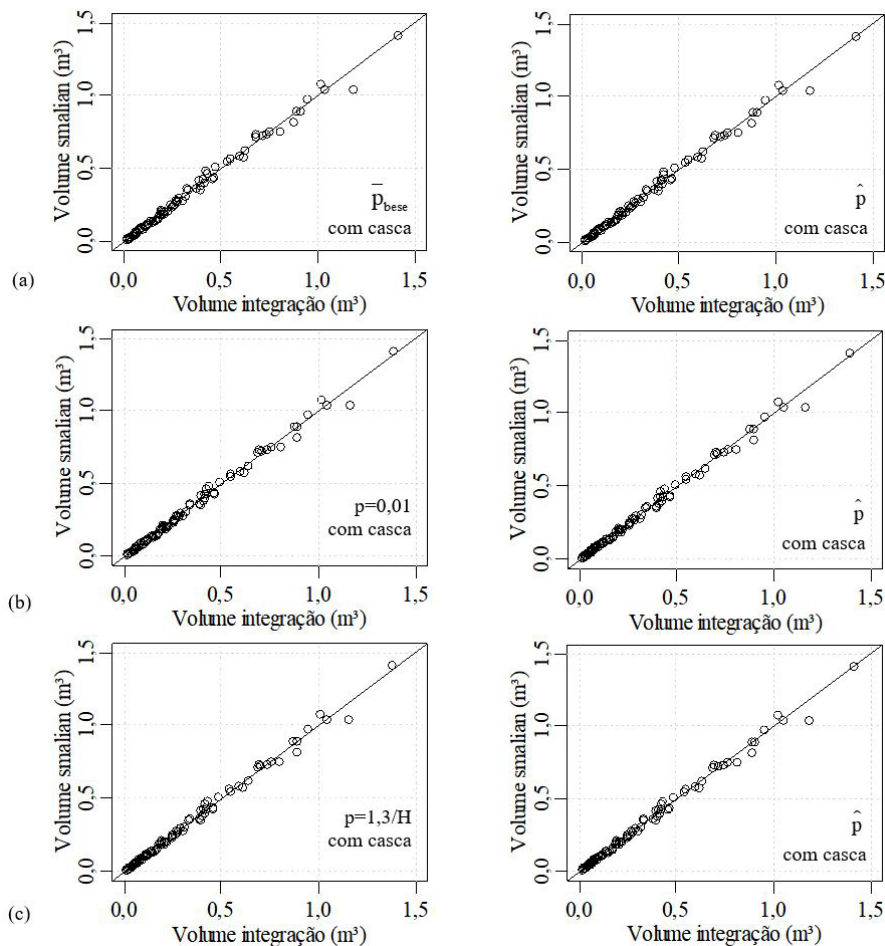 1,5
1,0
0,5
0,0
Volume smalian (m³)
p̅bese
com casca
0,0 0,5 1,0 1,5
Volume integração (m³)
1,5
1,0
0,5
0,0
Volume smalian (m³)
p̂
com casca
0,0 0,5 1,0 1,5
Volume integração (m³)
(a)
1,5
1,0
0,5
0,0
Volume smalian (m³)
p=0,01
com casca
0,0 0,5 1,0 1,5
Volume integração (m³)
1,5
1,0
0,5
0,0
Volume smalian (m³)
p̂
com casca
0,0 0,5 1,0 1,5
Volume integração (m³)
(b)
1,5
1,0
0,5
0,0
Volume smalian (m³)
p=1,3/H
com casca
0,0 0,5 1,0 1,5
Volume integração (m³)
1,5
1,0
0,5
0,0
Volume smalian (m³)
p̂
com casca
0,0 0,5 1,0 1,5
Volume integração (m³)
(c)